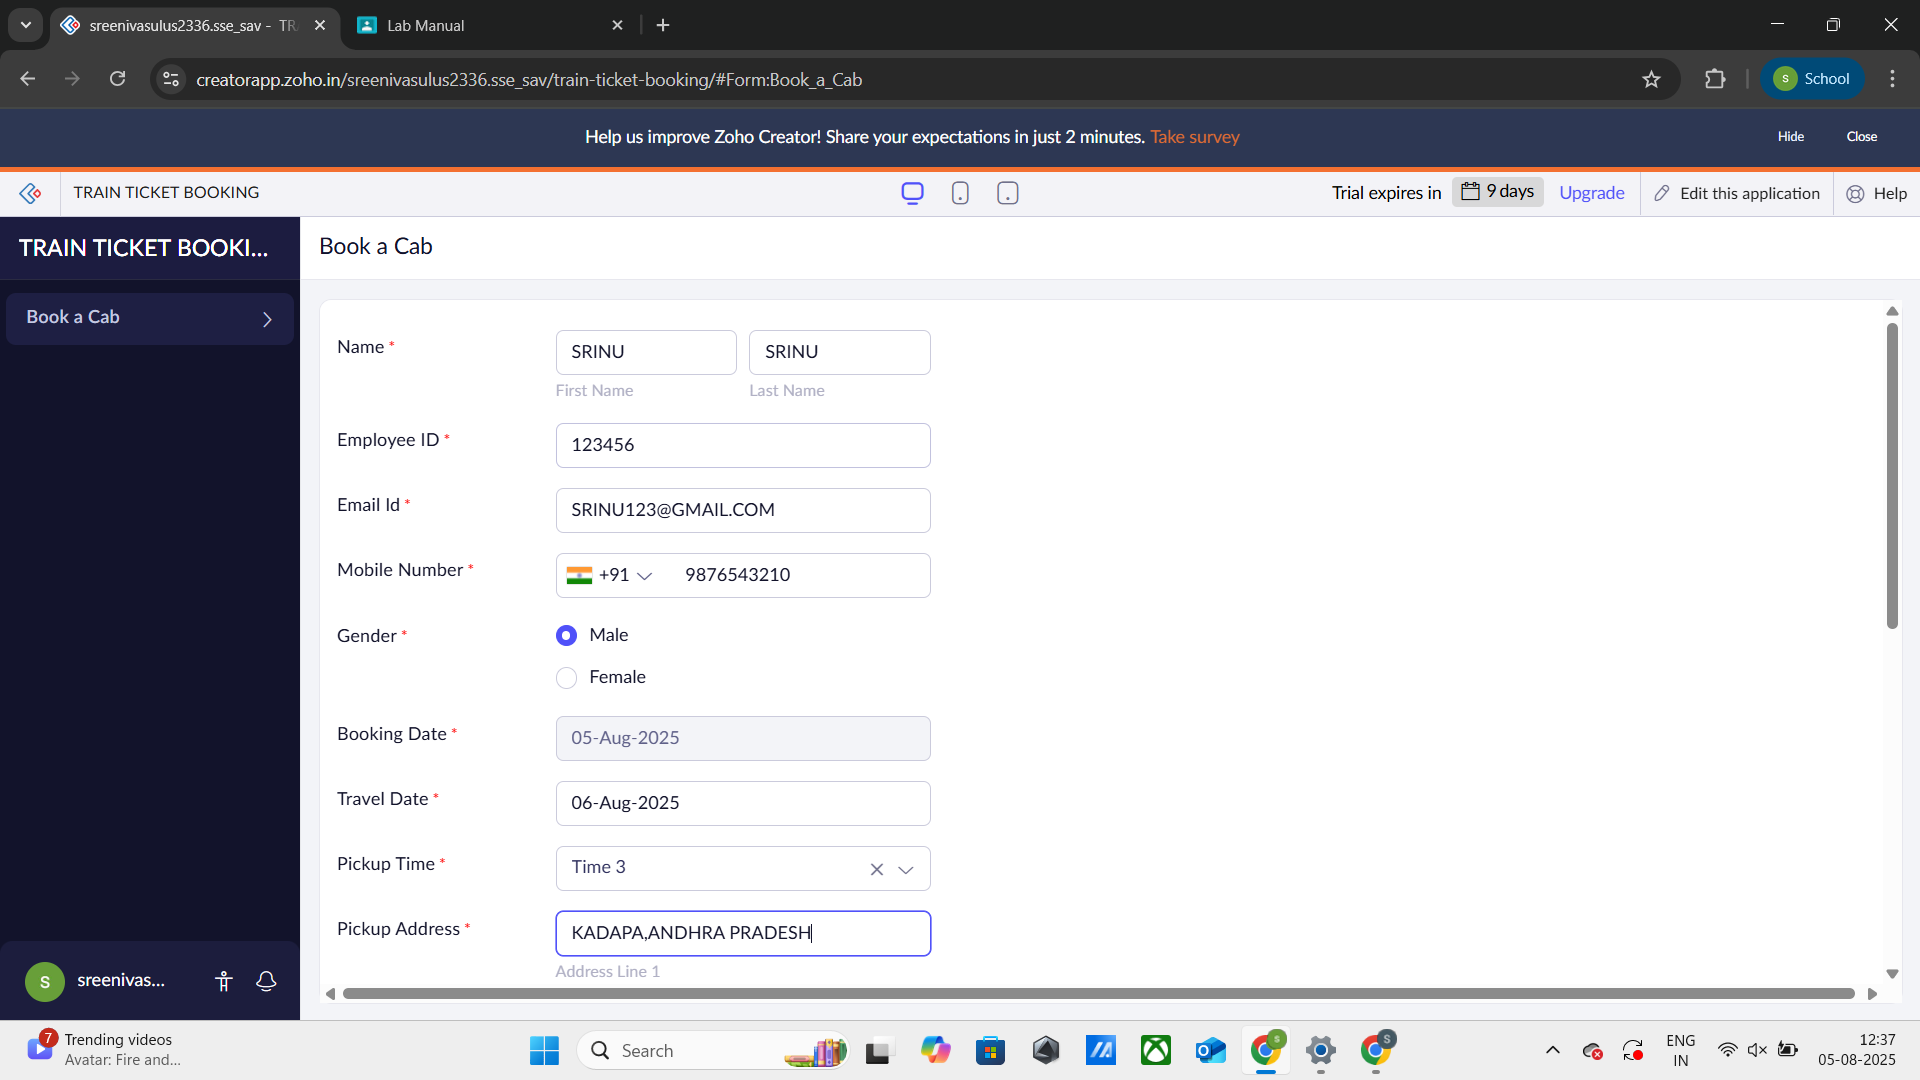 sreenivasulus2336.sse_sav - TR
Lab Manual
creatorapp.zoho.in/sreenivasulus2336.sse_sav/train-ticket-booking/#Form:Book_a_Cab
S School
Help us improve Zoho Creator! Share your expectations in just 2 minutes. Take survey
Hide
Close
TRAIN TICKET BOOKING
Trial expires in 9 days
Upgrade
Edit this application
Help
TRAIN TICKET BOOKI...
Book a Cab
Book a Cab
Name *
SRINU
SRINU
First Name
Last Name
Employee ID *
123456
Email Id *
SRINU123@GMAIL.COM
Mobile Number *
+91 9876543210
Gender *
Male
Female
Booking Date *
05-Aug-2025
Travel Date *
06-Aug-2025
Pickup Time *
Time 3
Pickup Address *
KADAPA,ANDHRA PRADESH
Address Line 1
S sreenivas...
7
Trending videos
Avatar: Fire and...
Search
S
S
ENG
IN
12:37
05-08-2025